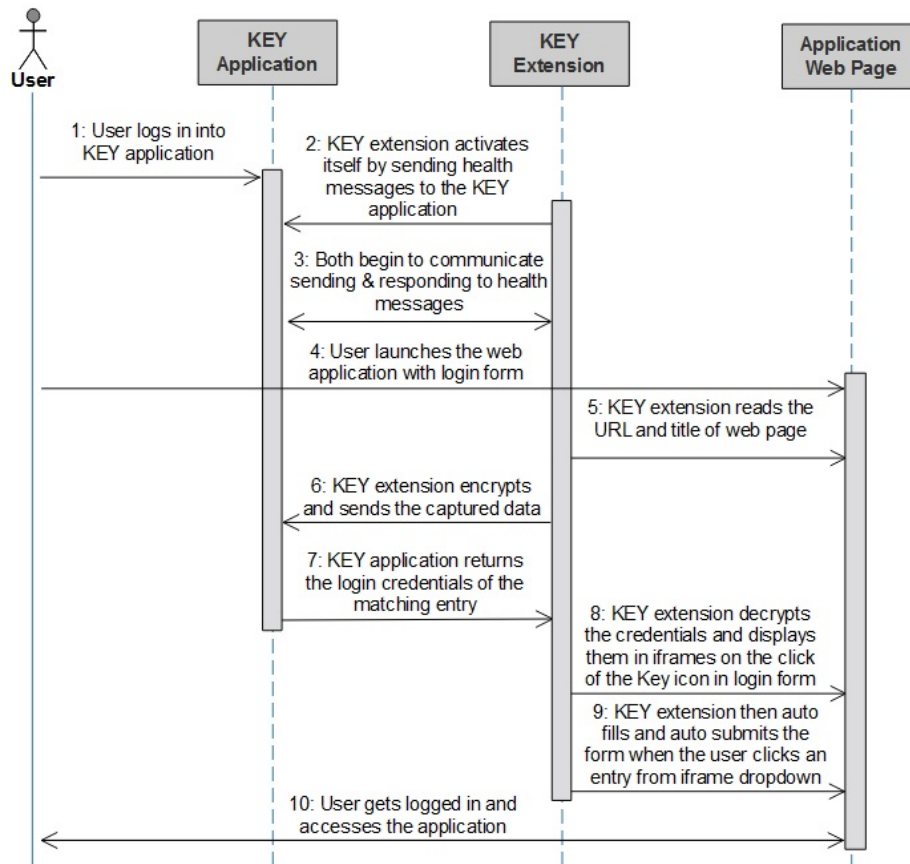 User
KEY
Application
KEY
Extension
Application
Web Page
1: User logs in into
KEY application
2: KEY extension activates
itself by sending health
messages to the KEY
application
3: Both begin to communicate
sending & responding to health
messages
4: User launches the web
application with login form
5: KEY extension reads the
URL and title of web page
6: KEY extension encrypts
and sends the captured data
7: KEY application returns
the login credentials of the
matching entry
8: KEY extension decrypts
the credentials and displays
them in iframes on the click
of the Key icon in login form
9: KEY extension then auto
fills and auto submits the
form when the user clicks an
entry from iframe dropdown
10: User gets logged in and
accesses the application